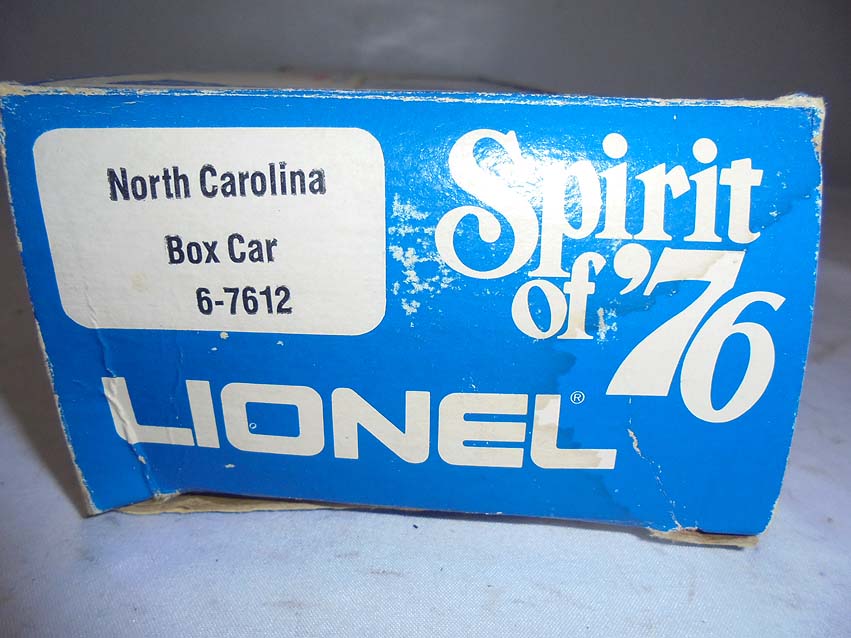 North Carolina
Box Car
6-7612
Spirit
of '76
LIONEL®